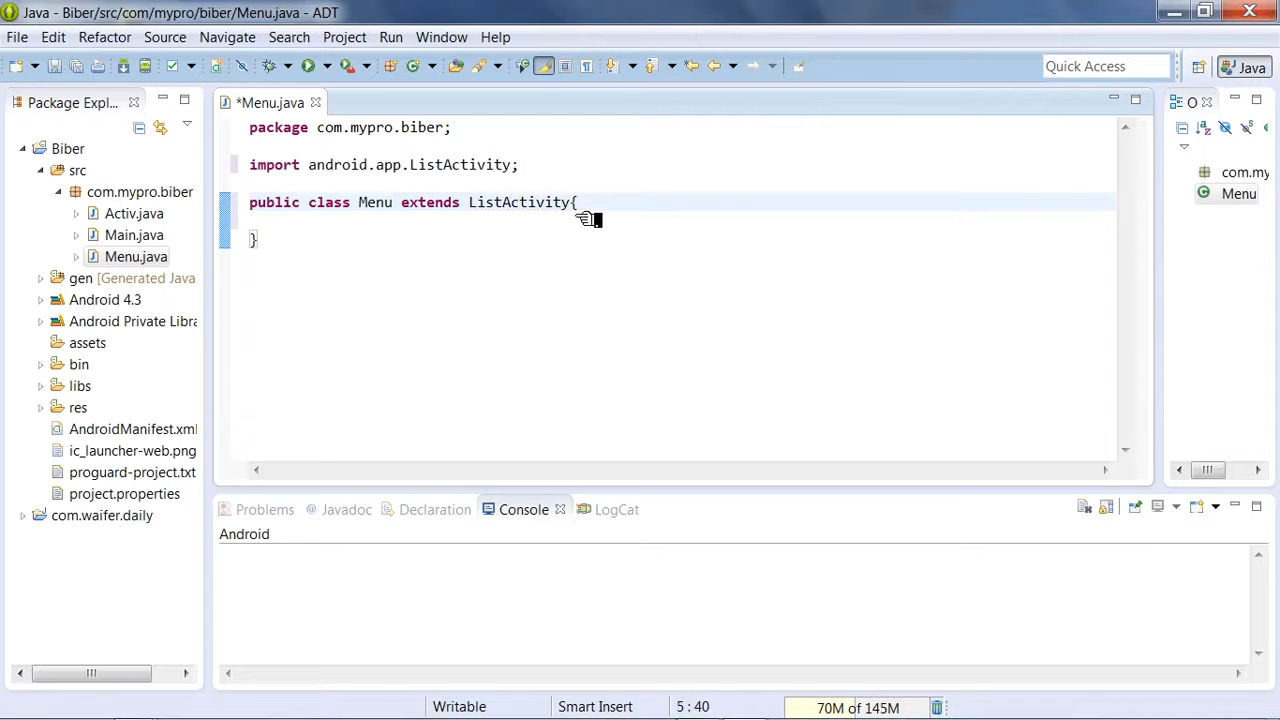 Java - Biber/src/com/mypro/biber/Menu.java - ADT
File Edit Refactor Source Navigate Search Project Run Window Help
Quick Access
Java
Package Expl...
Biber
src
com.mypro.biber
Activ.java
Main.java
Menu.java
gen [Generated Java
Android 4.3
Android Private Libra
assets
bin
libs
res
AndroidManifest.xml
ic_launcher-web.png
proguard-project.txt
project.properties
com.waifer.daily
*Menu.java
package com.mypro.biber;
import android.app.ListActivity;
public class Menu extends ListActivity{
}
O
com.my
Menu
Problems Javadoc Declaration Console LogCat
Android
Writable Smart Insert 5 : 40 70M of 145M